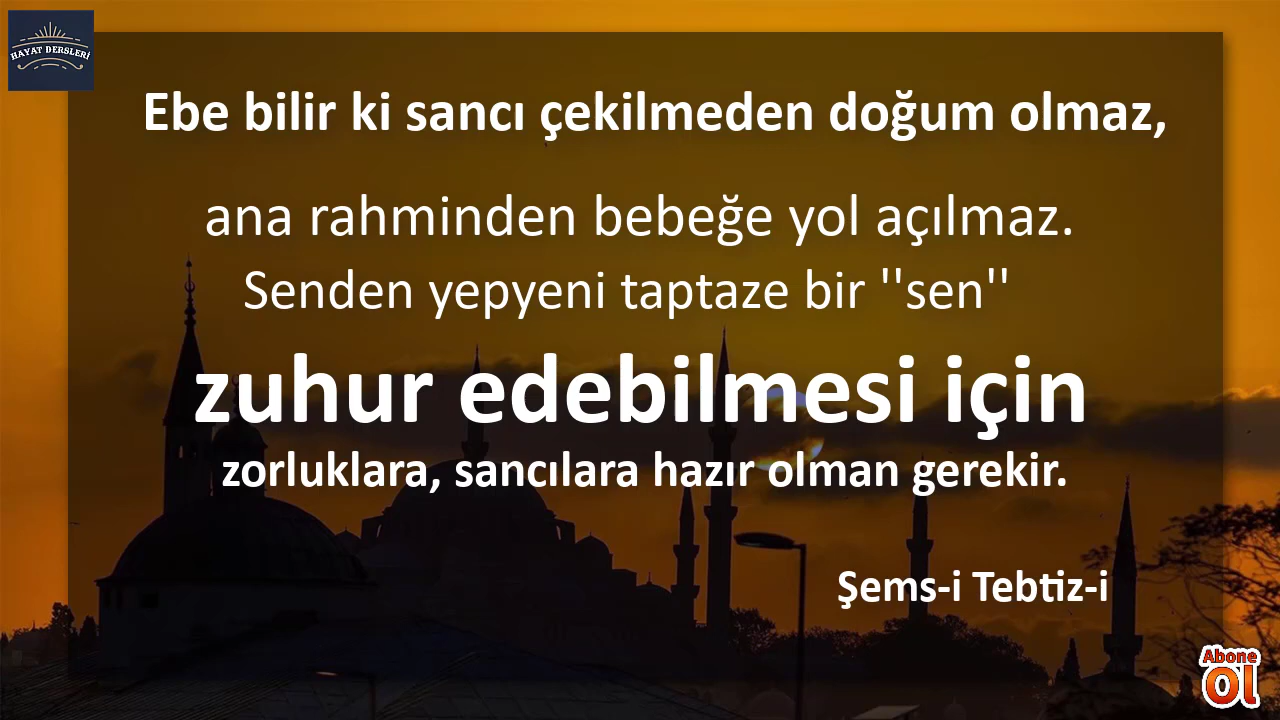 HAYAT DERSLERİ
Ebe bilir ki sancı çekilmeden doğum olmaz,
ana rahminden bebeğe yol açılmaz.
Senden yepyeni taptaze bir ''sen''
zuhur edebilmesi için
zorluklara, sancılara hazır olman gerekir.
Şems-i Tebtiz-i
Abone
ol